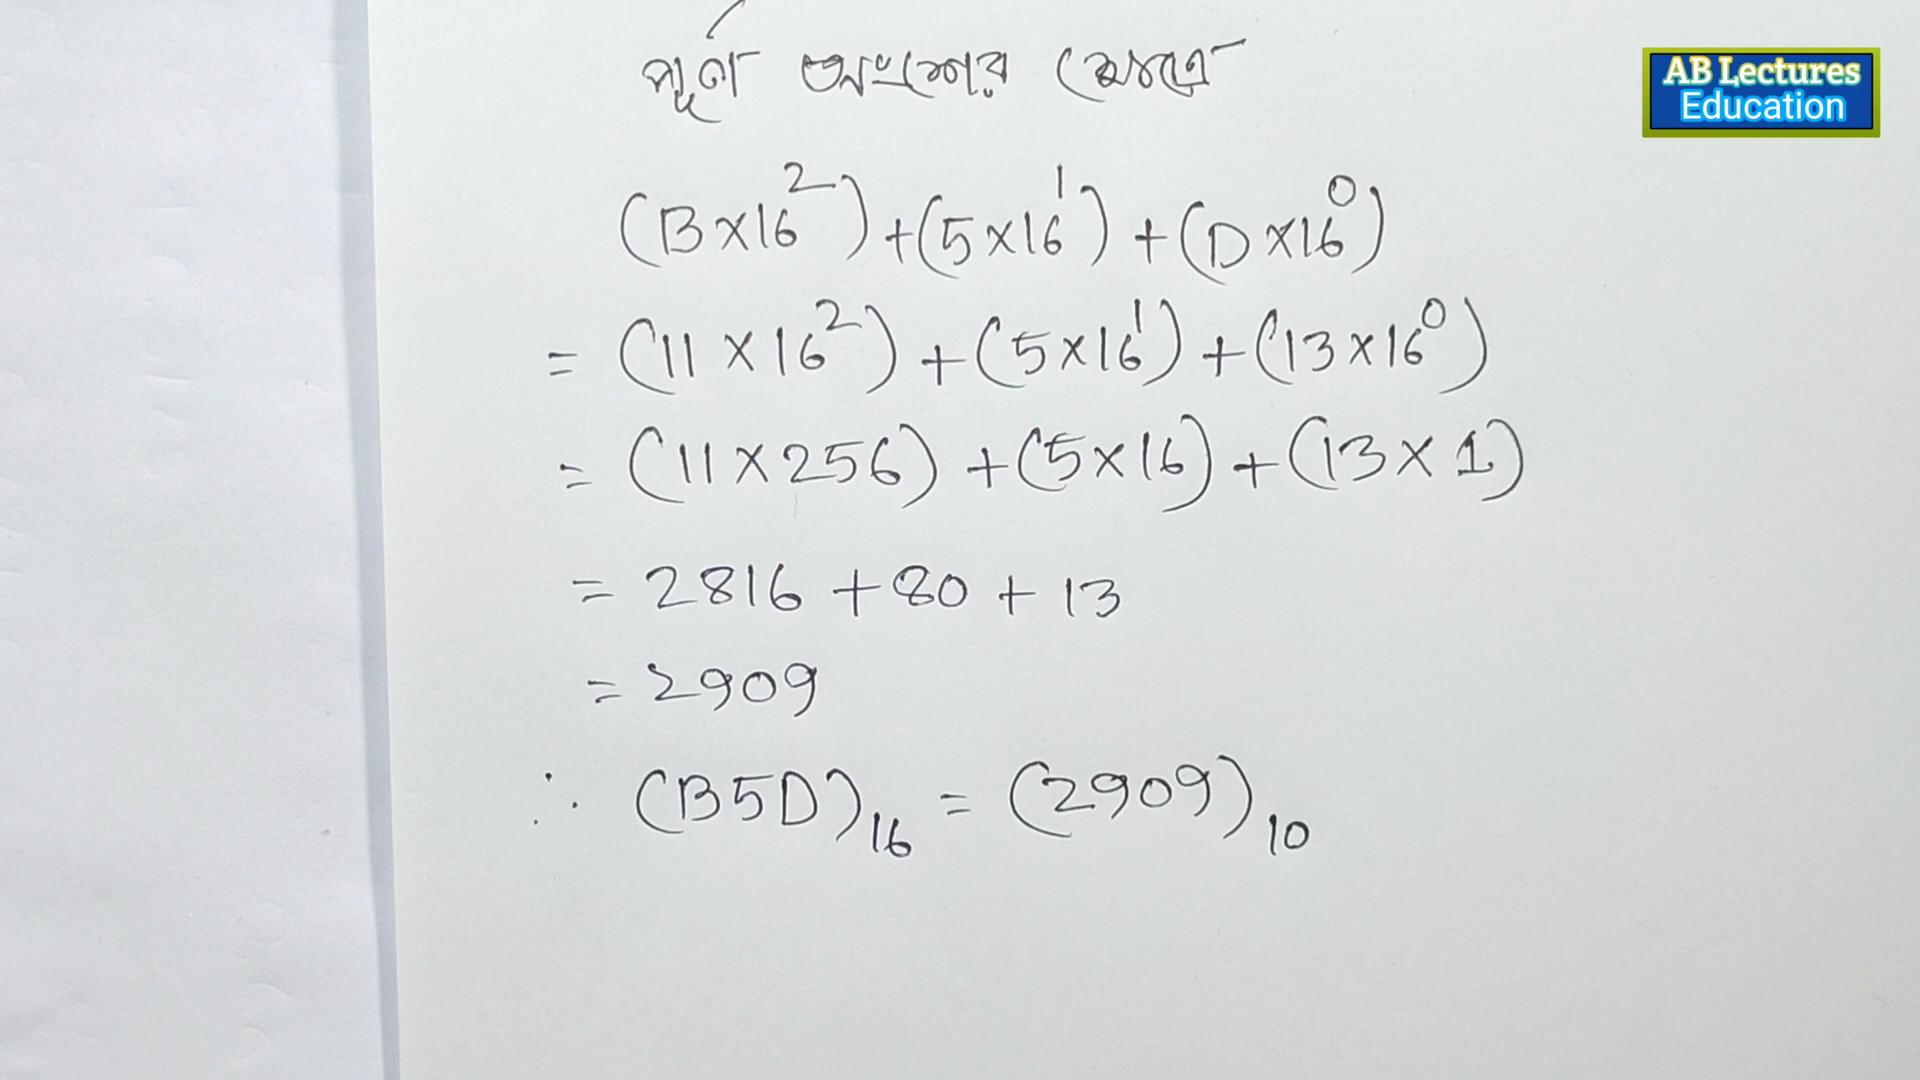 পূর্ণ অংশের ক্ষেত্রে
AB Lectures
Education
(B×16²)+(5×16¹)+(D×16⁰)
= (11×16²)+(5×16¹)+(13×16⁰)
= (11×256)+(5×16)+(13×1)
= 2816+80+13
= 2909
∴ (B5D)₁₆ = (2909)₁₀